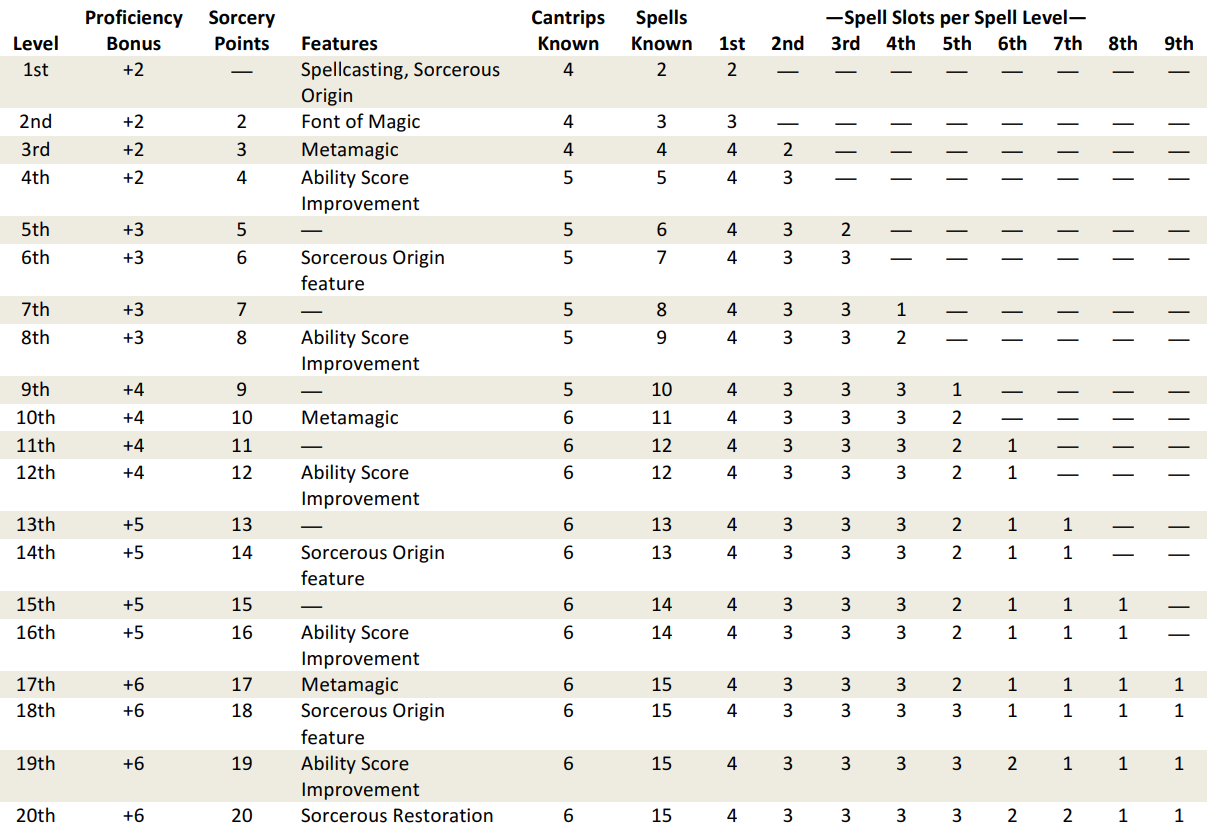 Proficiency Sorcery Cantrips Spells —Spell Slots per Spell Level—
Level Bonus Points Features Known Known 1st 2nd 3rd 4th 5th 6th 7th 8th 9th
1st +2 — Spellcasting, Sorcerous 4 2 2 — — — — — — — —
Origin
2nd +2 2 Font of Magic 4 3 3 — — — — — — — —
3rd +2 3 Metamagic 4 4 4 2 — — — — — — —
4th +2 4 Ability Score 5 5 4 3 — — — — — — —
Improvement
5th +3 5 — 5 6 4 3 2 — — — — — —
6th +3 6 Sorcerous Origin 5 7 4 3 3 — — — — — —
feature
7th +3 7 — 5 8 4 3 3 1 — — — — —
8th +3 8 Ability Score 5 9 4 3 3 2 — — — — —
Improvement
9th +4 9 — 5 10 4 3 3 3 1 — — — —
10th +4 10 Metamagic 6 11 4 3 3 3 2 — — — —
11th +4 11 — 6 12 4 3 3 3 2 1 — — —
12th +4 12 Ability Score 6 12 4 3 3 3 2 1 — — —
Improvement
13th +5 13 — 6 13 4 3 3 3 2 1 1 — —
14th +5 14 Sorcerous Origin 6 13 4 3 3 3 2 1 1 — —
feature
15th +5 15 — 6 14 4 3 3 3 2 1 1 1 —
16th +5 16 Ability Score 6 14 4 3 3 3 2 1 1 1 —
Improvement
17th +6 17 Metamagic 6 15 4 3 3 3 2 1 1 1 1
18th +6 18 Sorcerous Origin 6 15 4 3 3 3 3 1 1 1 1
feature
19th +6 19 Ability Score 6 15 4 3 3 3 3 2 1 1 1
Improvement
20th +6 20 Sorcerous Restoration 6 15 4 3 3 3 3 2 2 1 1